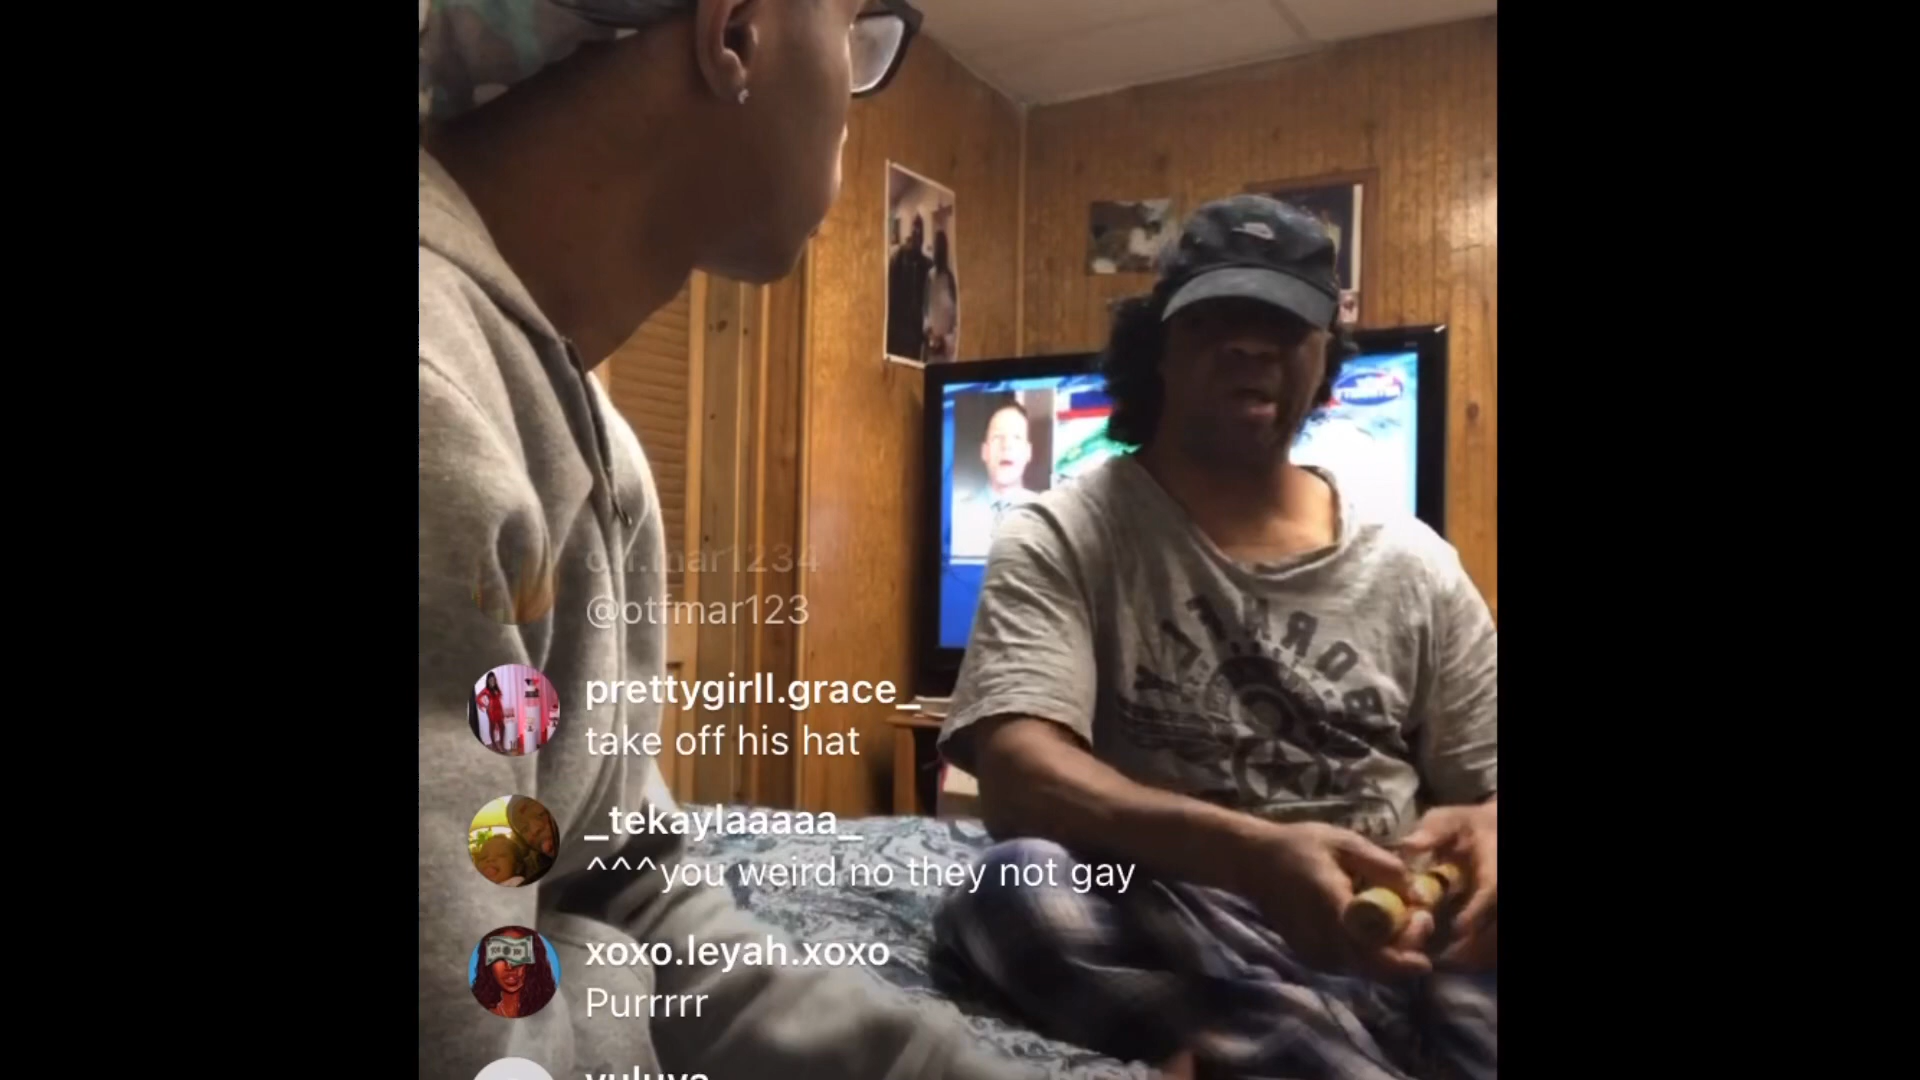 @otfmar123
prettygirll.grace_
take off his hat
_tekaylaaaaa_
^^^you weird no they not gay
xoxo.leyah.xoxo
Purrrrr